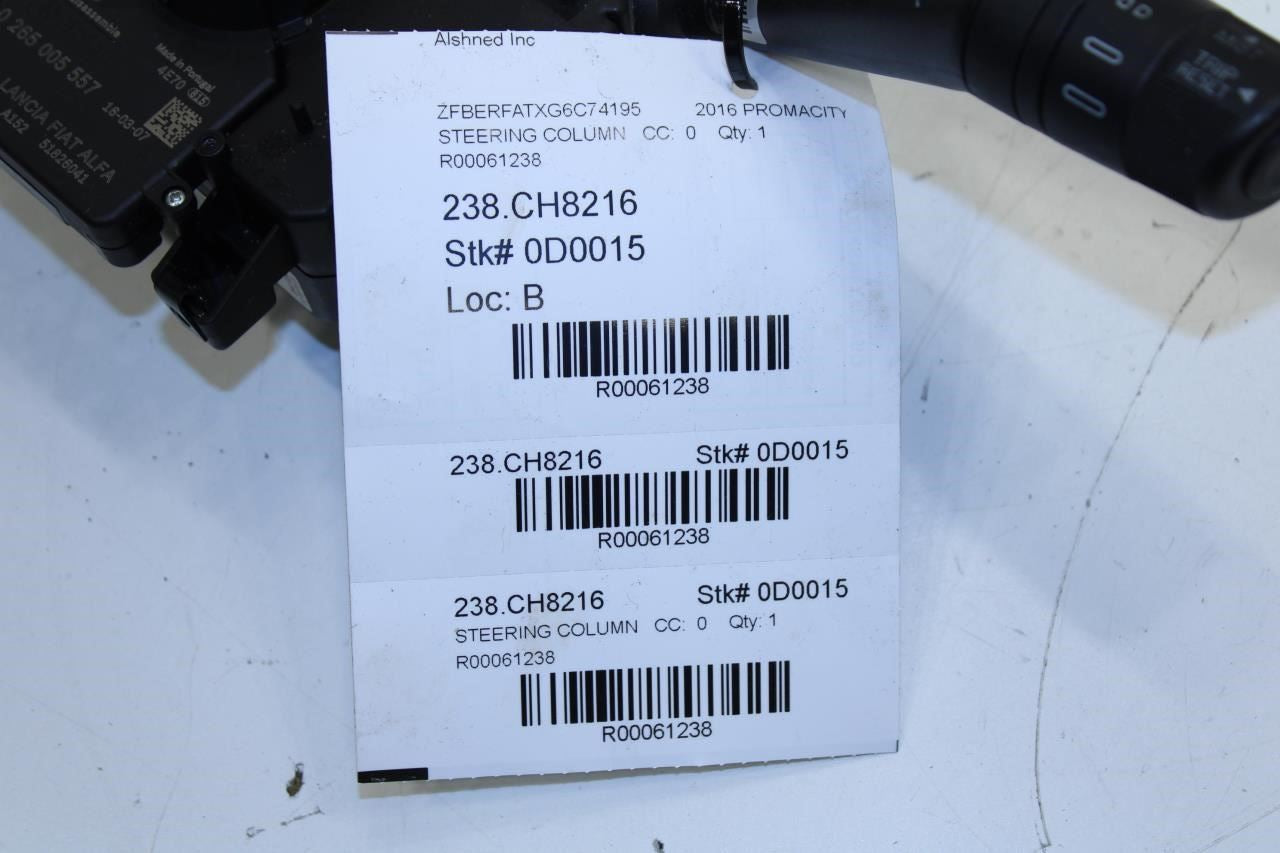 0 265 005 557
Made in Portugal
4E70 815
16-03-07
LANCIA FIAT ALFA
A152
51826041
TRIP
RESET
Alshned Inc
ZFBERFATXG6C74195 2016 PROMACITY
STEERING COLUMN CC: 0 Qty: 1
R00061238
238.CH8216
Stk# 0D0015
Loc: B
R00061238
238.CH8216 Stk# 0D0015
R00061238
238.CH8216 Stk# 0D0015
STEERING COLUMN CC: 0 Qty: 1
R00061238
R00061238